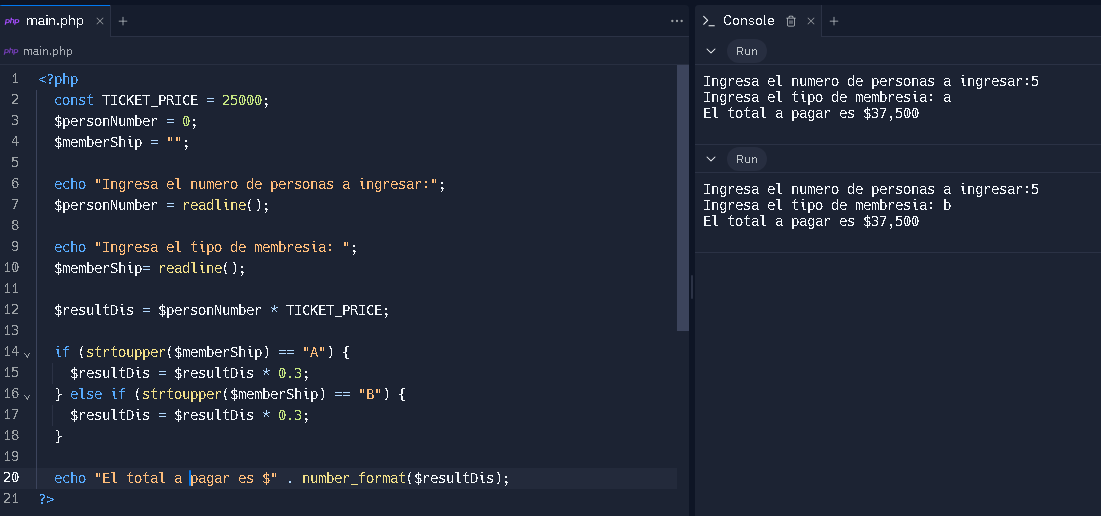 php main.php × +
php main.php
1 <?php
2 const TICKET_PRICE = 25000;
3 $personNumber = 0;
4 $memberShip = "";
5
6 echo "Ingresa el numero de personas a ingresar:";
7 $personNumber = readline();
8
9 echo "Ingresa el tipo de membresia: ";
10 $memberShip= readline();
11
12 $resultDis = $personNumber * TICKET_PRICE;
13
14 if (strtoupper($memberShip) == "A") {
15 $resultDis = $resultDis * 0.3;
16 } else if (strtoupper($memberShip) == "B") {
17 $resultDis = $resultDis * 0.3;
18 }
19
20 echo "El total a pagar es $" . number_format($resultDis);
21 ?>
Console × +
Run
Ingresa el numero de personas a ingresar:5
Ingresa el tipo de membresia: a
El total a pagar es $37,500
Run
Ingresa el numero de personas a ingresar:5
Ingresa el tipo de membresia: b
El total a pagar es $37,500